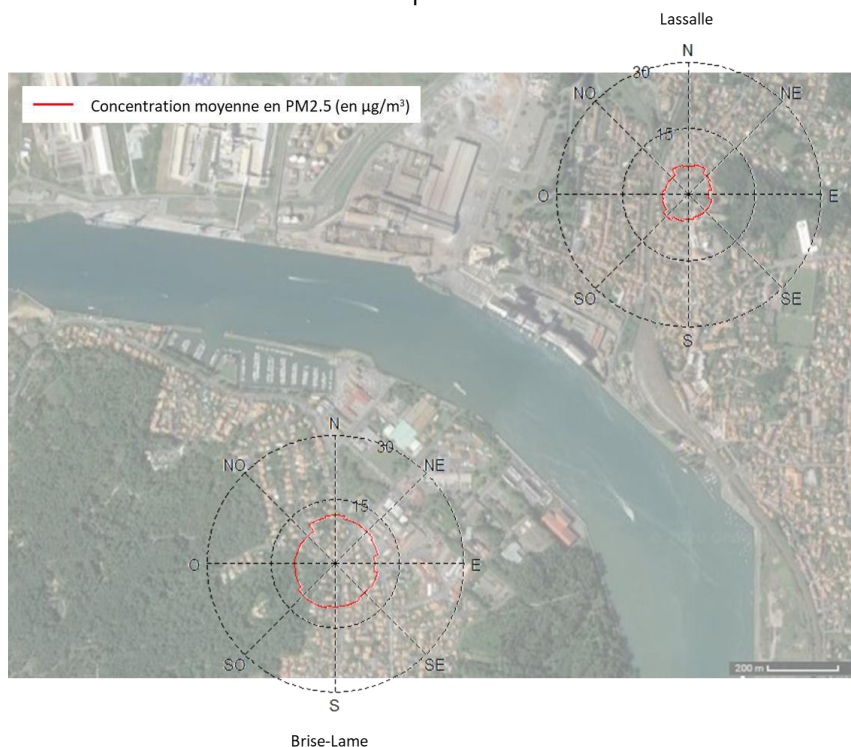 Lassalle
N
30
NO
NE
15
O
E
SO
SE
S
Concentration moyenne en PM2.5 (en µg/m³)
N
30
NO
NE
15
O
E
SO
SE
S
200 m
Brise-Lame